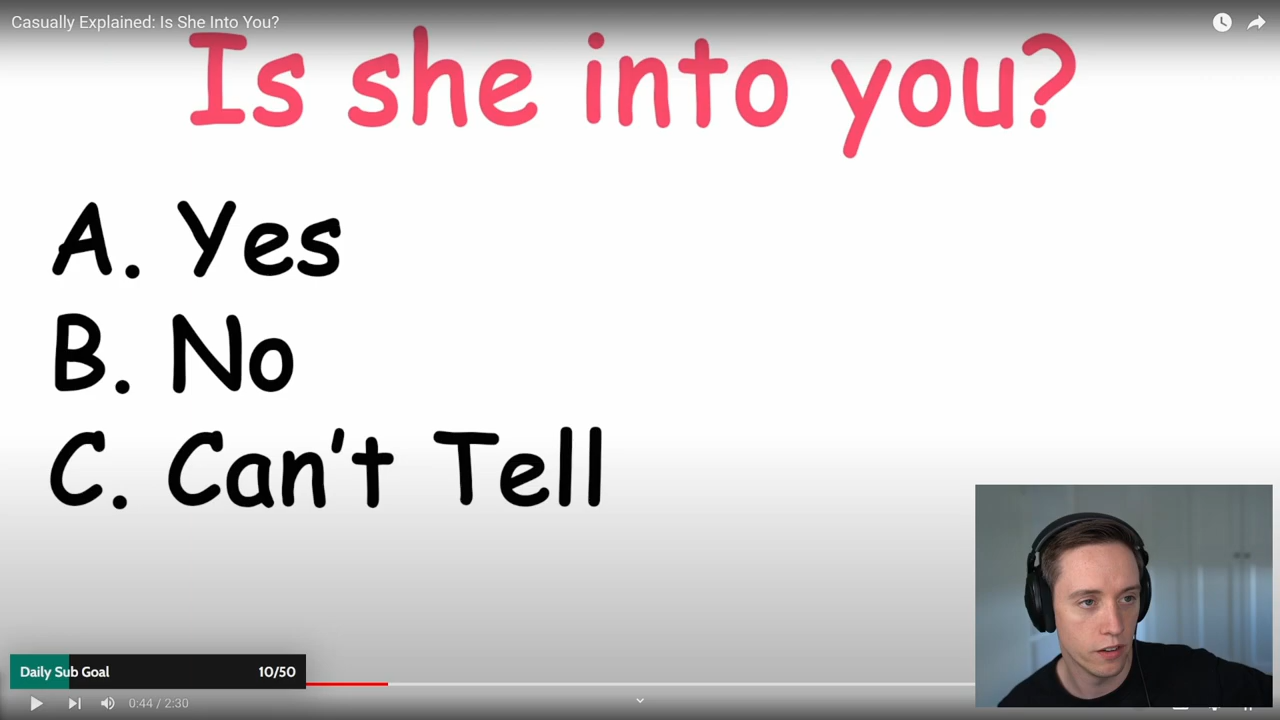 Casually Explained: Is She Into You?
Is she into you?
A. Yes
B. No
C. Can't Tell
Daily Sub Goal 10/50
0:44 / 2:30